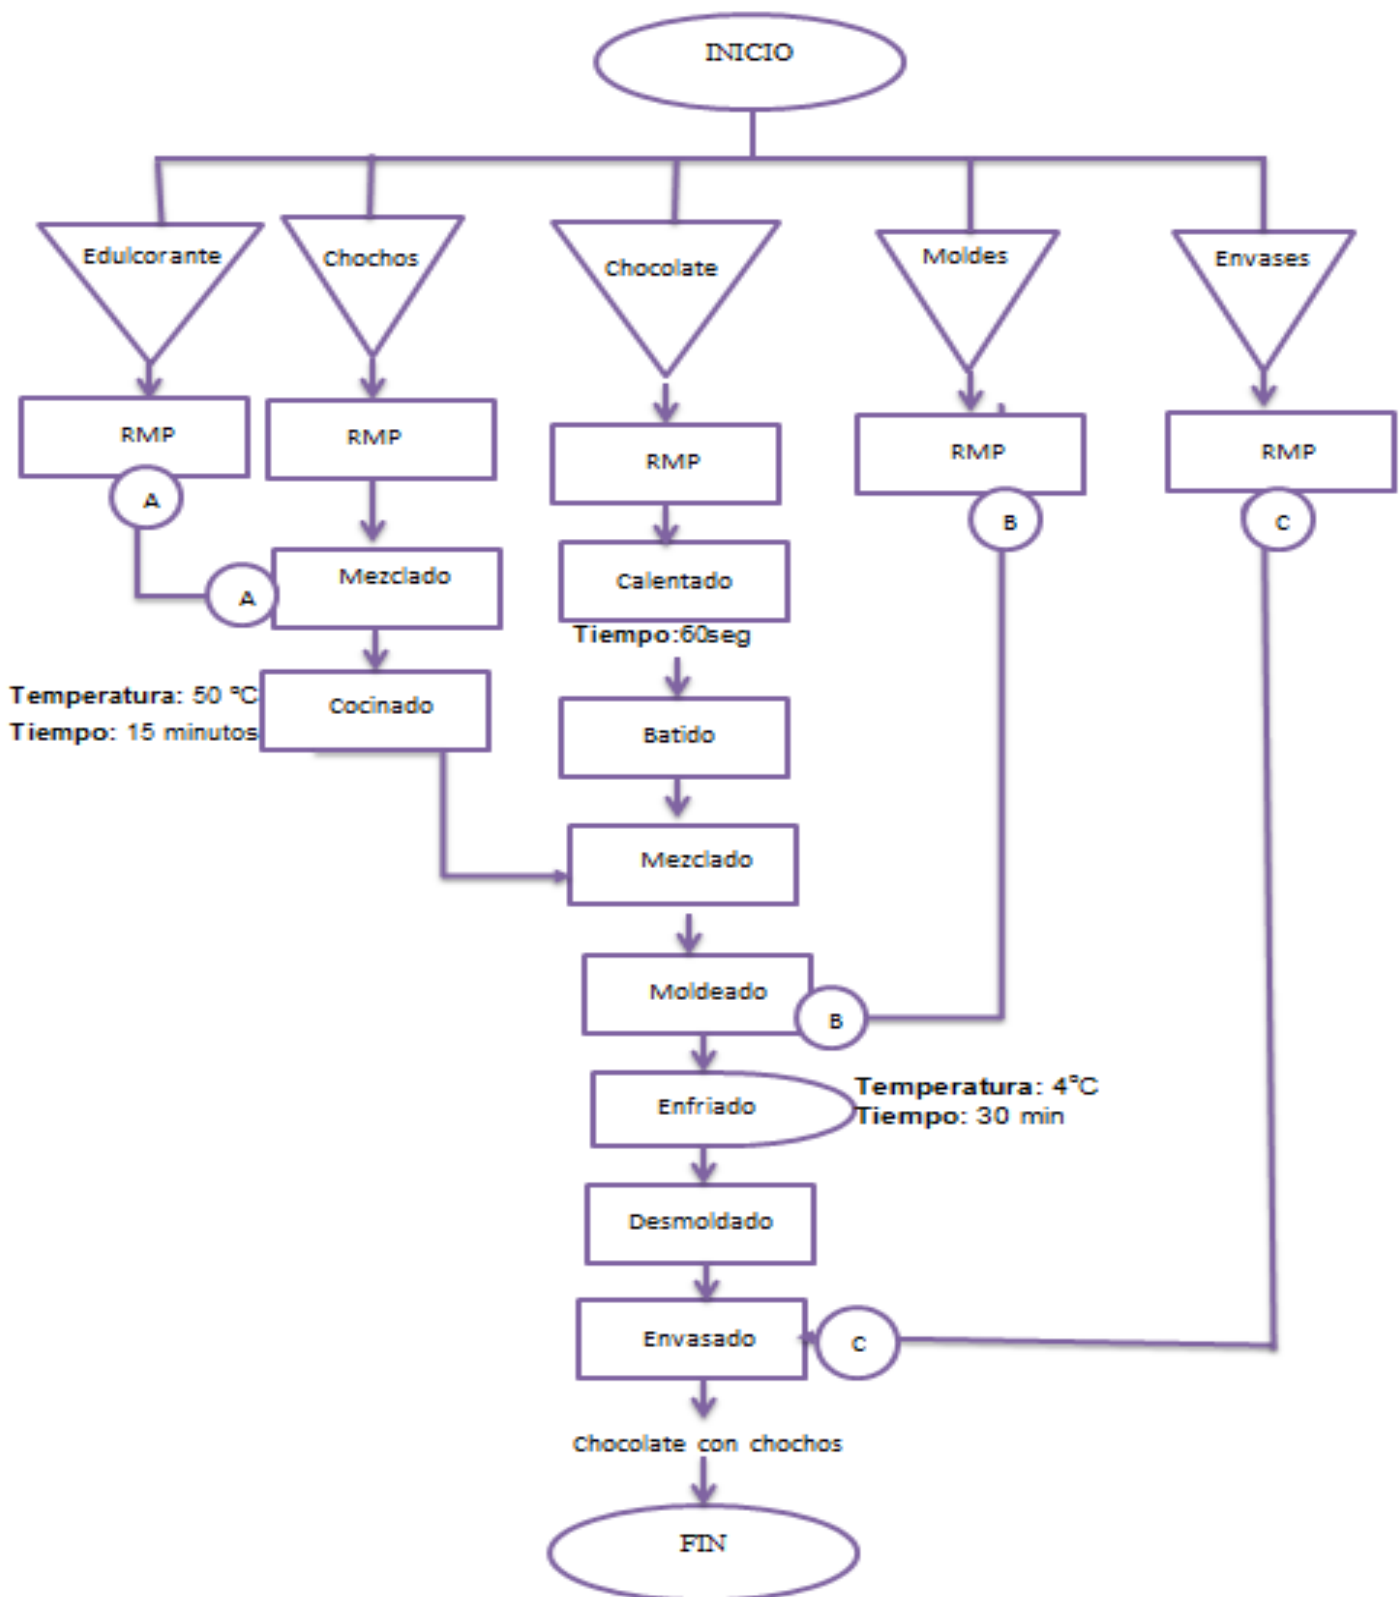 INICIO
Edulcorante
Chochos
Chocolate
Moldes
Envases
RMP
RMP
RMP
RMP
RMP
A
B
C
A
Mezclado
Calentado
Tiempo:60seg
Temperatura: 50 °C
Tiempo: 15 minutos
Cocinado
Batido
Mezclado
Moldeado
B
Enfriado
Temperatura: 4°C
Tiempo: 30 min
Desmoldado
Envasado
C
Chocolate con chochos
FIN